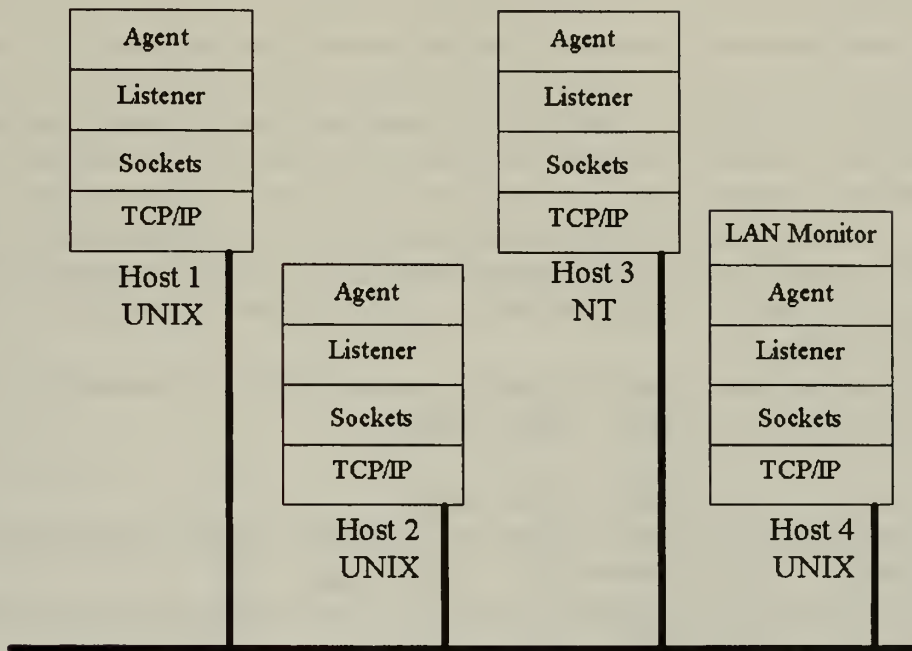 Agent
Listener
Sockets
TCP/IP
Host 1
UNIX
Agent
Listener
Sockets
TCP/IP
Host 2
UNIX
Agent
Listener
Sockets
TCP/IP
Host 3
NT
LAN Monitor
Agent
Listener
Sockets
TCP/IP
Host 4
UNIX